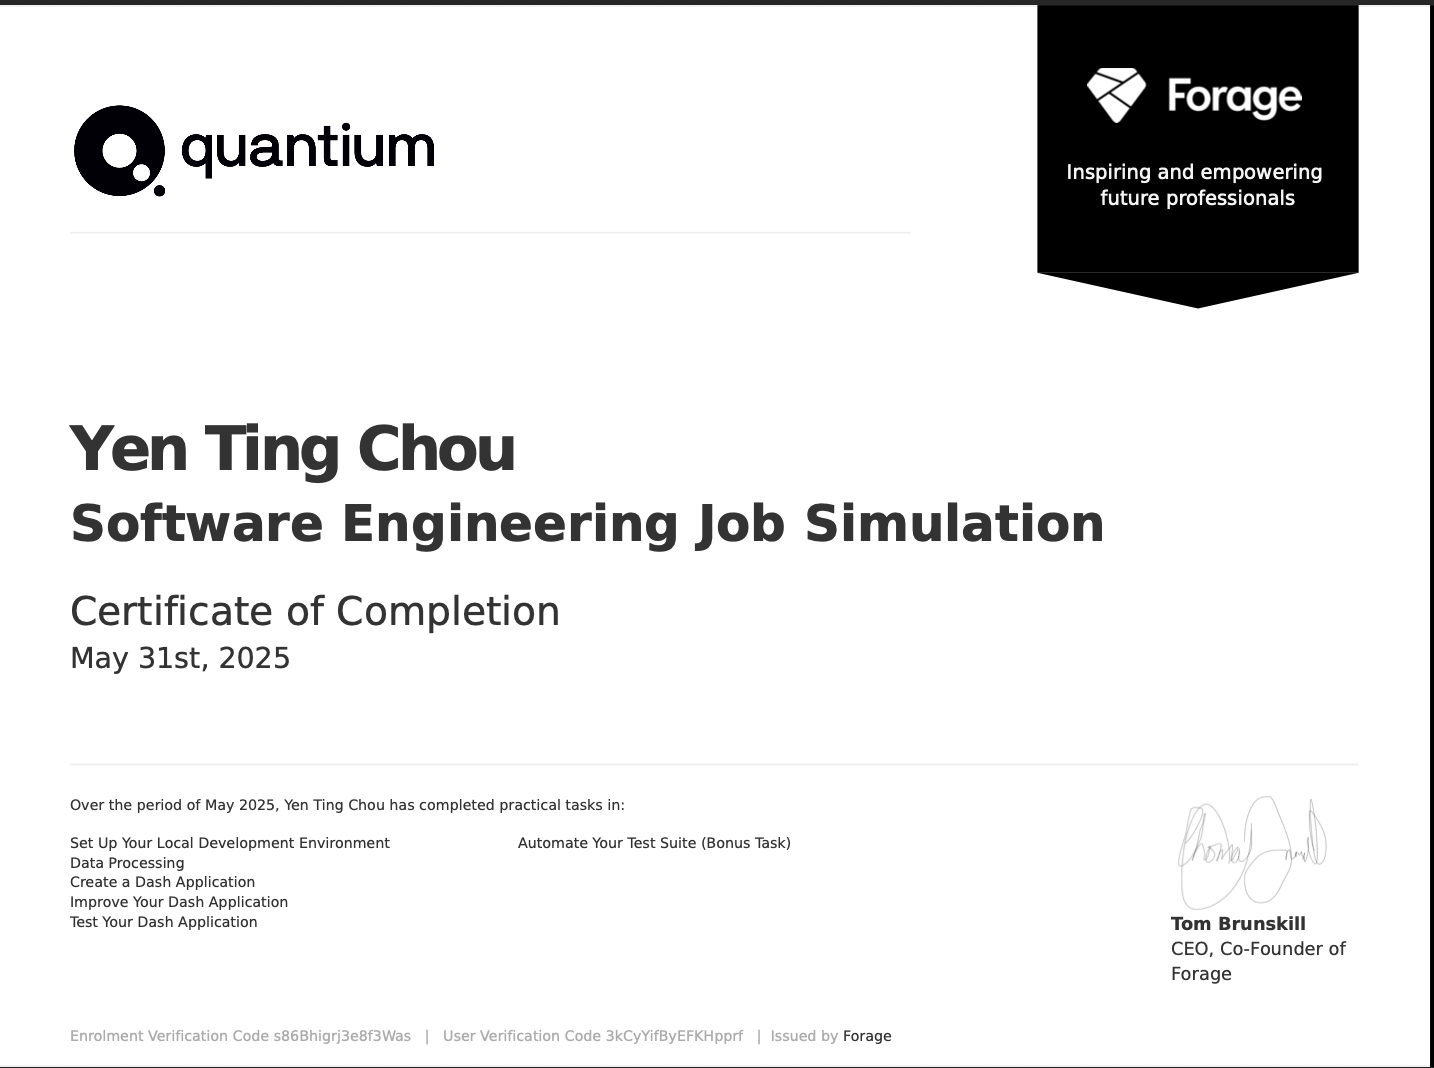 quantium
Forage
Inspiring and empowering
future professionals
Yen Ting Chou
Software Engineering Job Simulation
Certificate of Completion
May 31st, 2025
Over the period of May 2025, Yen Ting Chou has completed practical tasks in:
Set Up Your Local Development Environment
Data Processing
Create a Dash Application
Improve Your Dash Application
Test Your Dash Application
Automate Your Test Suite (Bonus Task)
Tom Brunskill
CEO, Co-Founder of
Forage
Enrolment Verification Code s86Bhigrj3e8f3Was | User Verification Code 3kCyYifByEFKHpprf | Issued by Forage